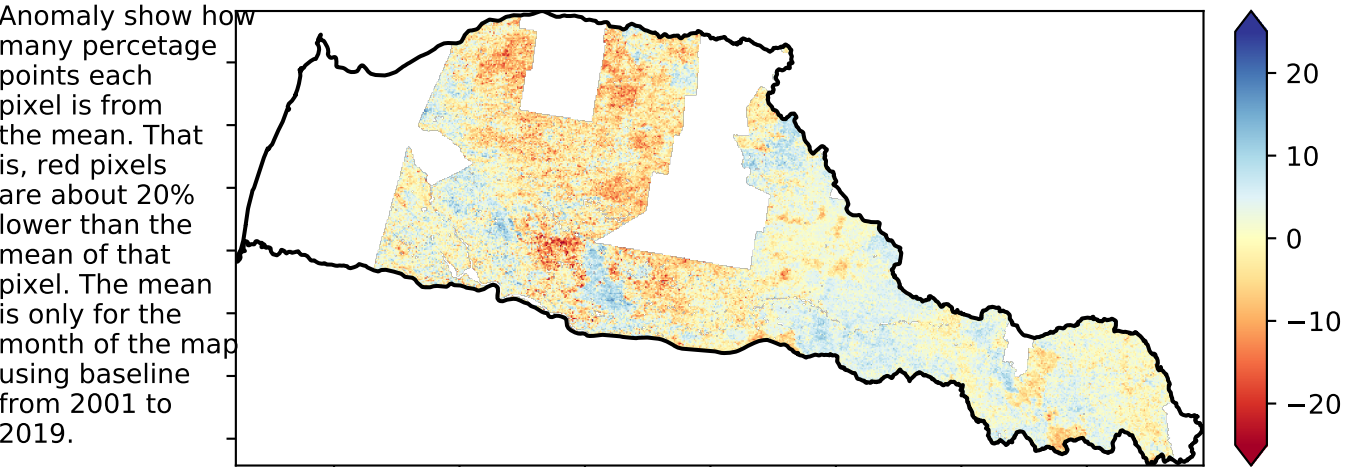 Anomaly show how
many percetage
points each
pixel is from
the mean. That
is, red pixels
are about 20%
lower than the
mean of that
pixel. The mean
is only for the
month of the map
using baseline
from 2001 to
2019.
20
10
0
−10
−20